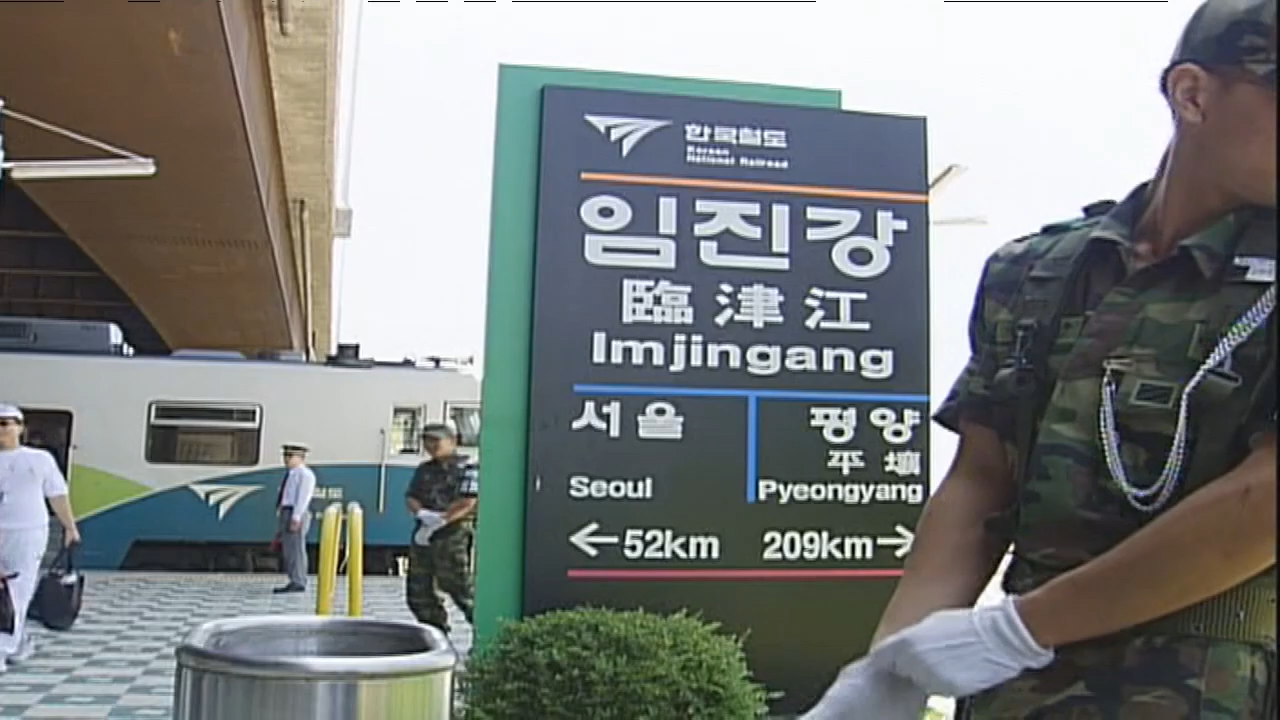 한국철도
Korean
National Railroad
임진강
臨津江
Imjingang
서울
Seoul
←52km
평양
平壤
Pyeongyang
209km→